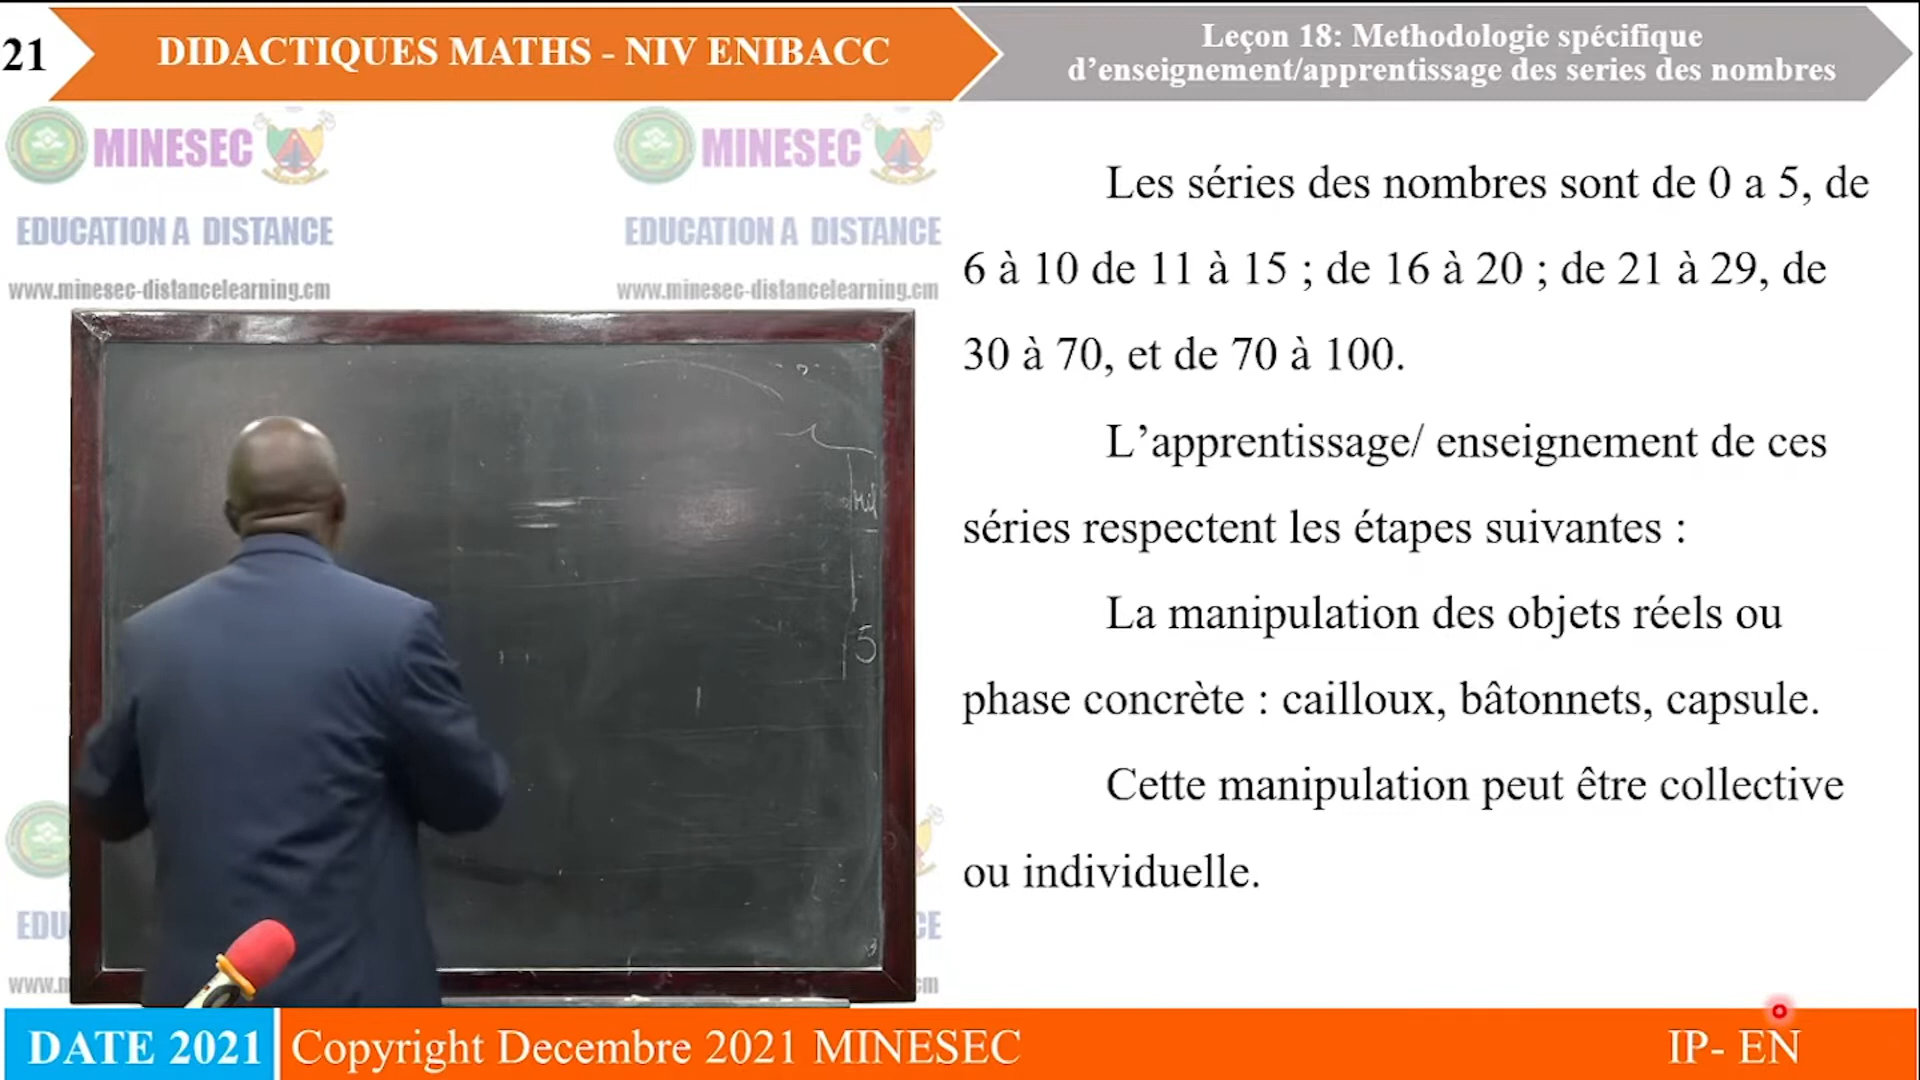 21
DIDACTIQUES MATHS - NIV ENIBACC
Leçon 18: Methodologie spécifique
d’enseignement/apprentissage des series des nombres
MINESEC
MINESEC
EDUCATION A DISTANCE
EDUCATION A DISTANCE
www.minesec-distancelearning.cm
www.minesec-distancelearning.cm
Les séries des nombres sont de 0 a 5, de
6 à 10 de 11 à 15 ; de 16 à 20 ; de 21 à 29, de
30 à 70, et de 70 à 100.
L’apprentissage/ enseignement de ces
séries respectent les étapes suivantes :
La manipulation des objets réels ou
phase concrète : cailloux, bâtonnets, capsule.
Cette manipulation peut être collective
ou individuelle.
5
EDU
CE
www.m
cm
DATE 2021
Copyright Decembre 2021 MINESEC
IP- EN